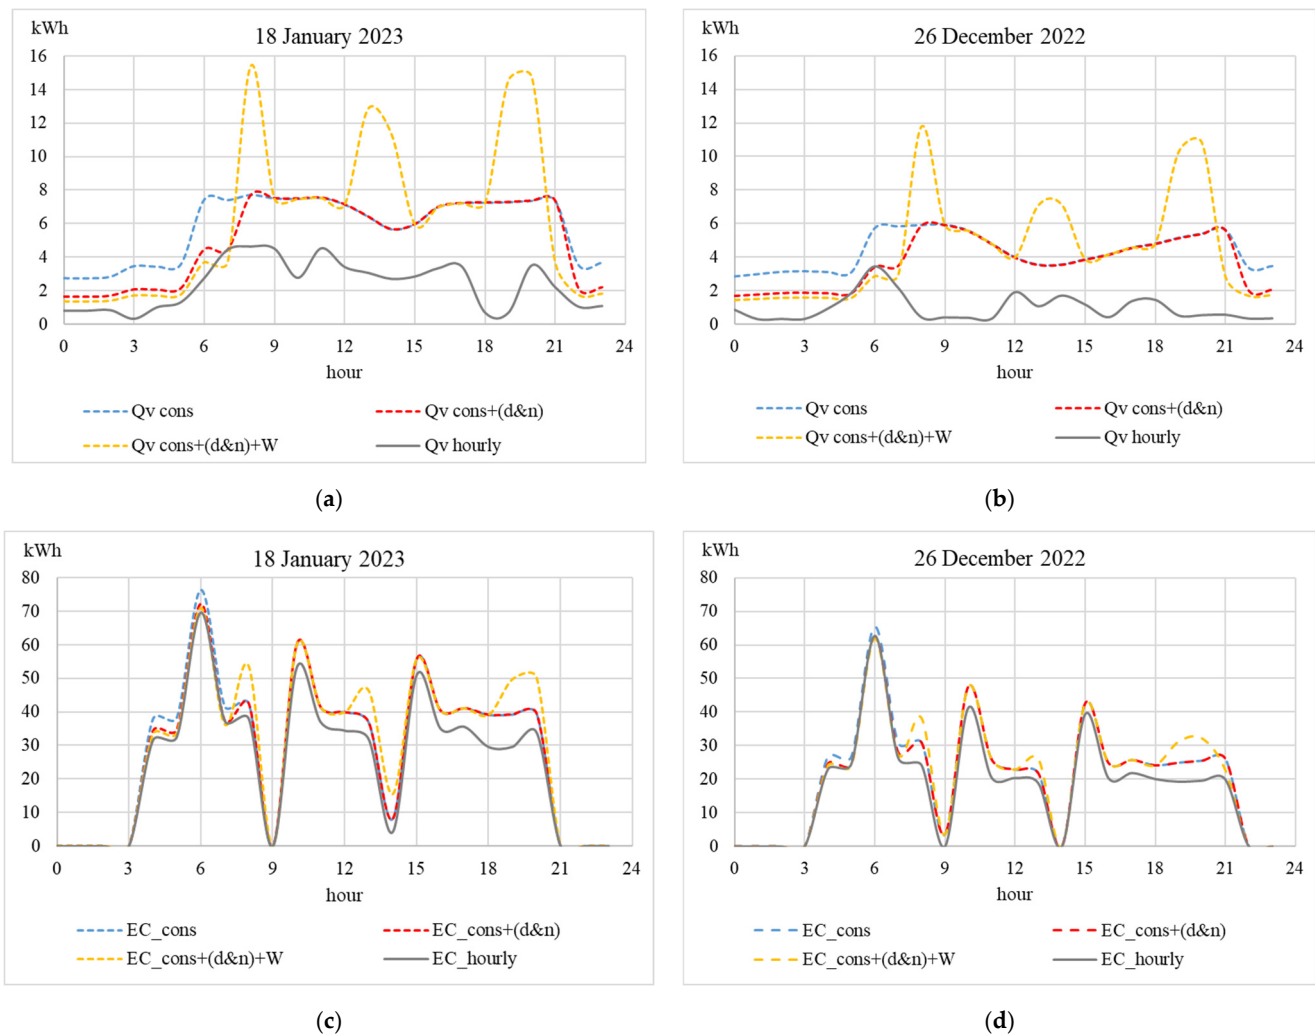 kWh
18 January 2023
16
14
12
10
8
6
4
2
0
0 3 6 9 12 15 18 21 24
hour
Qv cons
Qv cons+(d&n)
Qv cons+(d&n)+W
Qv hourly
(a)
kWh
26 December 2022
16
14
12
10
8
6
4
2
0
0 3 6 9 12 15 18 21 24
hour
Qv cons
Qv cons+(d&n)
Qv cons+(d&n)+W
Qv hourly
(b)
kWh
18 January 2023
80
70
60
50
40
30
20
10
0
0 3 6 9 12 15 18 21 24
hour
EC_cons
EC_cons+(d&n)
EC_cons+(d&n)+W
EC_hourly
(c)
kWh
26 December 2022
80
70
60
50
40
30
20
10
0
0 3 6 9 12 15 18 21 24
hour
EC_cons
EC_cons+(d&n)
EC_cons+(d&n)+W
EC_hourly
(d)